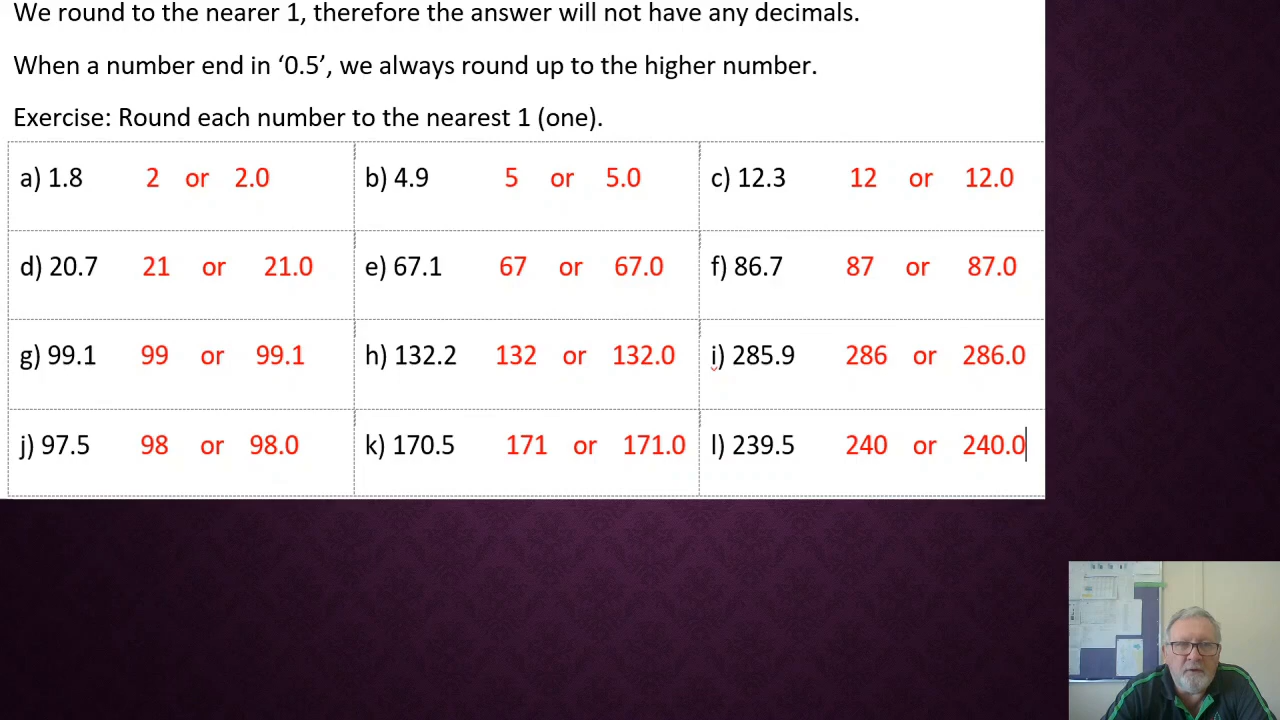 We round to the nearer 1, therefore the answer will not have any decimals.
When a number end in ‘0.5’, we always round up to the higher number.
Exercise: Round each number to the nearest 1 (one).
a) 1.8 2 or 2.0 b) 4.9 5 or 5.0 c) 12.3 12 or 12.0
d) 20.7 21 or 21.0 e) 67.1 67 or 67.0 f) 86.7 87 or 87.0
g) 99.1 99 or 99.1 h) 132.2 132 or 132.0 i) 285.9 286 or 286.0
j) 97.5 98 or 98.0 k) 170.5 171 or 171.0 l) 239.5 240 or 240.0